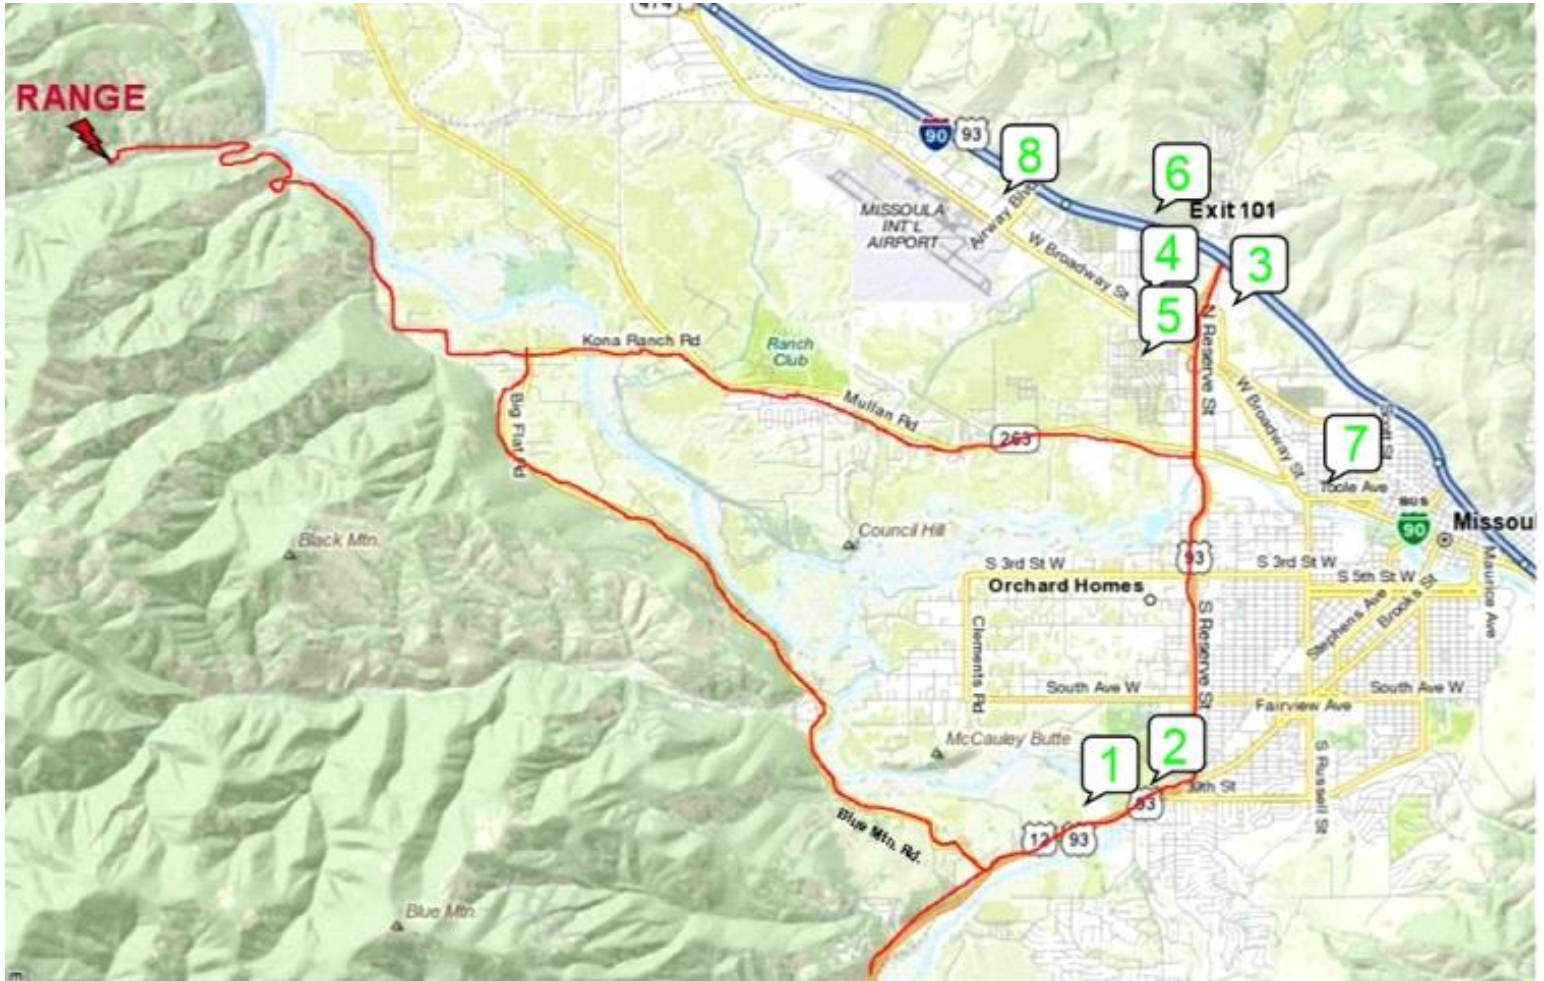 474
RANGE
90
93
8
6
Exit 101
MISSOULA
INT'L
AIRPORT
Airway Blvd
W Broadway St
4
3
5
N Reserve St
Kona Ranch Rd
Ranch
Club
Big Flat Rd
Mullan Rd
263
W Broadway St
7
Scott St
Toole Ave
BUS
90
Missoul
Black Mtn.
Council Hill
93
S 3rd St W
S 3rd St W
S 5th St W
Orchard Homes
Stephens Ave
Brooks St
Maurice Ave
Clements Rd
S Reserve St
South Ave W
South Ave W
Fairview Ave
McCauley Butte
1
2
S Russell St
39th St
93
12
93
Blue Mtn. Rd.
Blue Mtn.